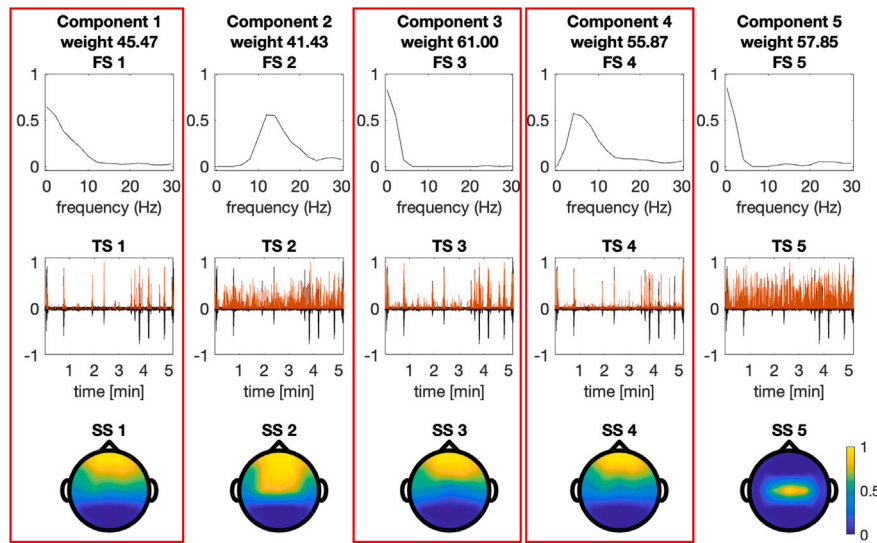 Component 1 Component 2 Component 3 Component 4 Component 5
weight 45.47 weight 41.43 weight 61.00 weight 55.87 weight 57.85
FS 1 FS 2 FS 3 FS 4 FS 5
1 1 1 1 1
0.5 0.5 0.5 0.5 0.5
0 0 0 0 0
0 10 20 30 0 10 20 30 0 10 20 30 0 10 20 30 0 10 20 30
frequency (Hz) frequency (Hz) frequency (Hz) frequency (Hz) frequency (Hz)
TS 1 TS 2 TS 3 TS 4 TS 5
1 1 1 1 1
0 0 0 0 0
-1 -1 -1 -1 -1
1 2 3 4 5 1 2 3 4 5 1 2 3 4 5 1 2 3 4 5 1 2 3 4 5
time [min] time [min] time [min] time [min] time [min]
SS 1 SS 2 SS 3 SS 4 SS 5
1
0.5
0